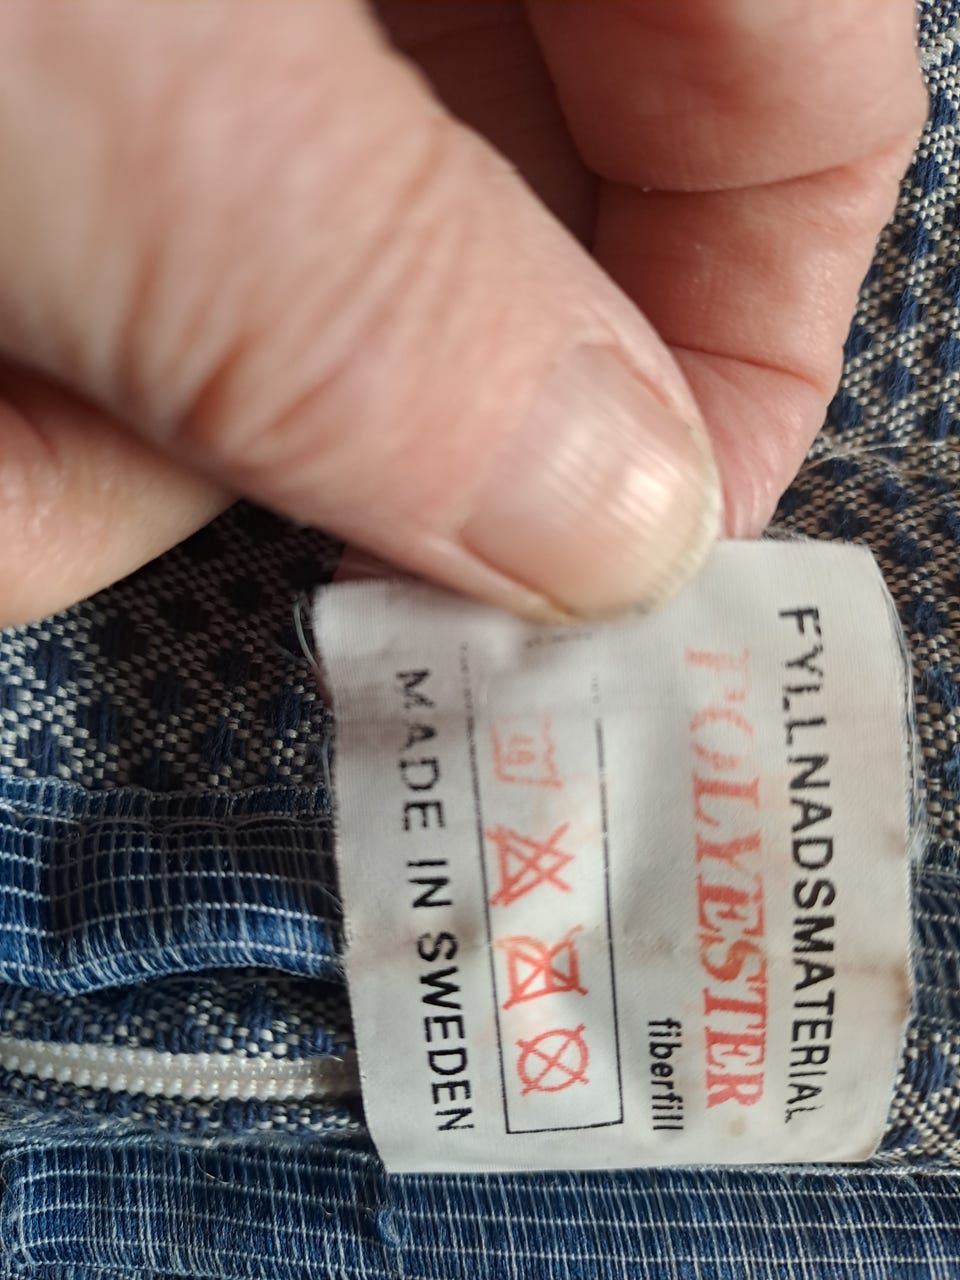 FYLLNADSMATERIAL
POLYESTER
fiberfill
MADE IN SWEDEN